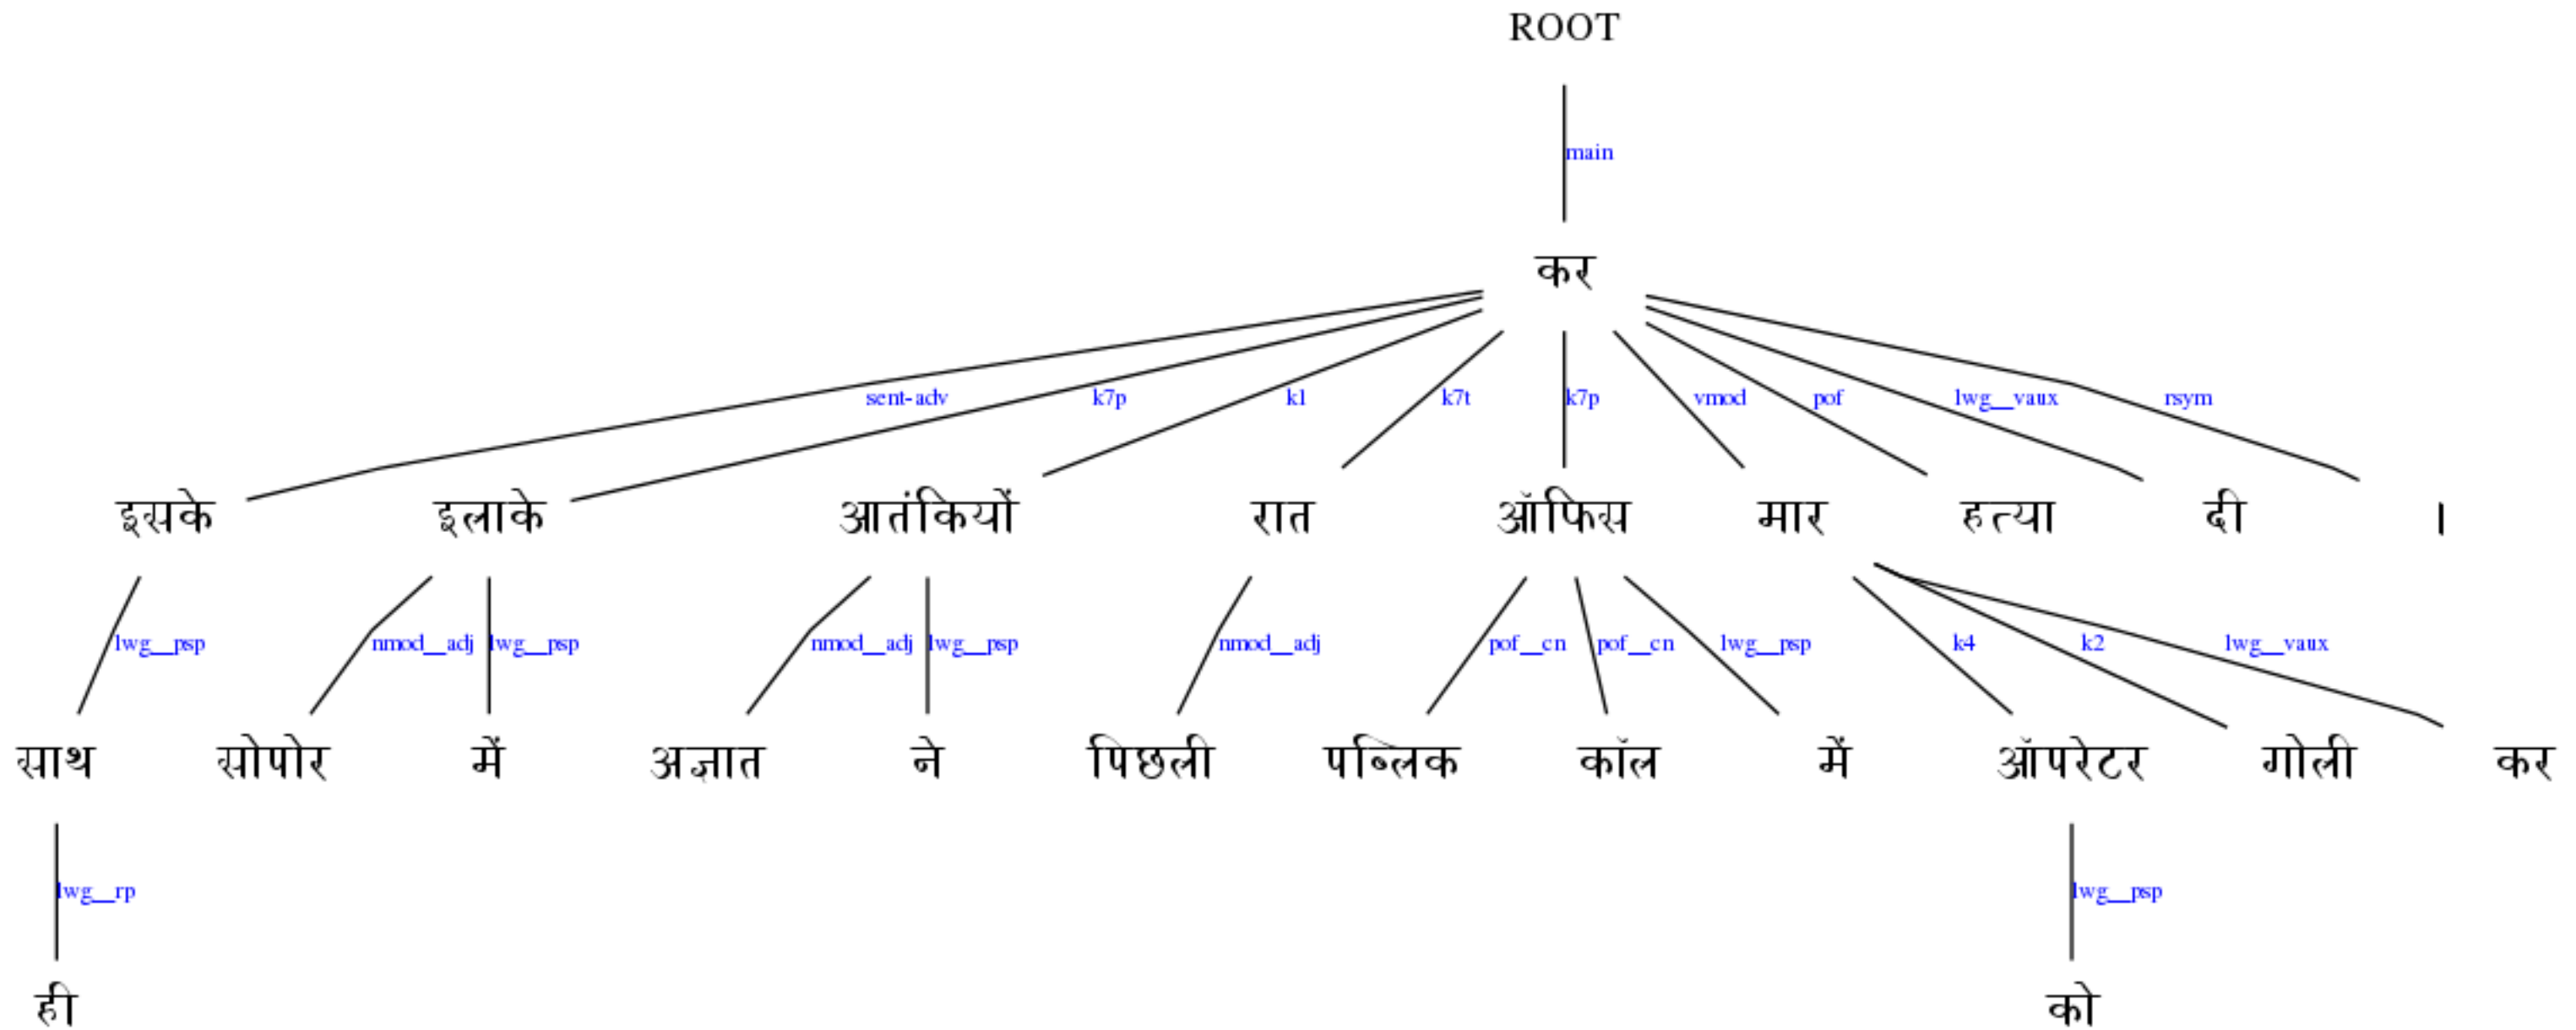 ROOT
main
कर
sent-adv k7p k1 k7t k7p vmod pof lwg__vaux rsym
इसके इलाके आतंकियों रात ऑफिस मार हत्या दी ।
lwg__psp nmod__adj lwg__psp nmod__adj lwg__psp nmod__adj pof__cn pof__cn lwg__psp k4 k2 lwg__vaux
साथ सोपोर में अज्ञात ने पिछली पब्लिक कॉल में ऑपरेटर गोली कर
lwg__rp lwg__psp
ही को